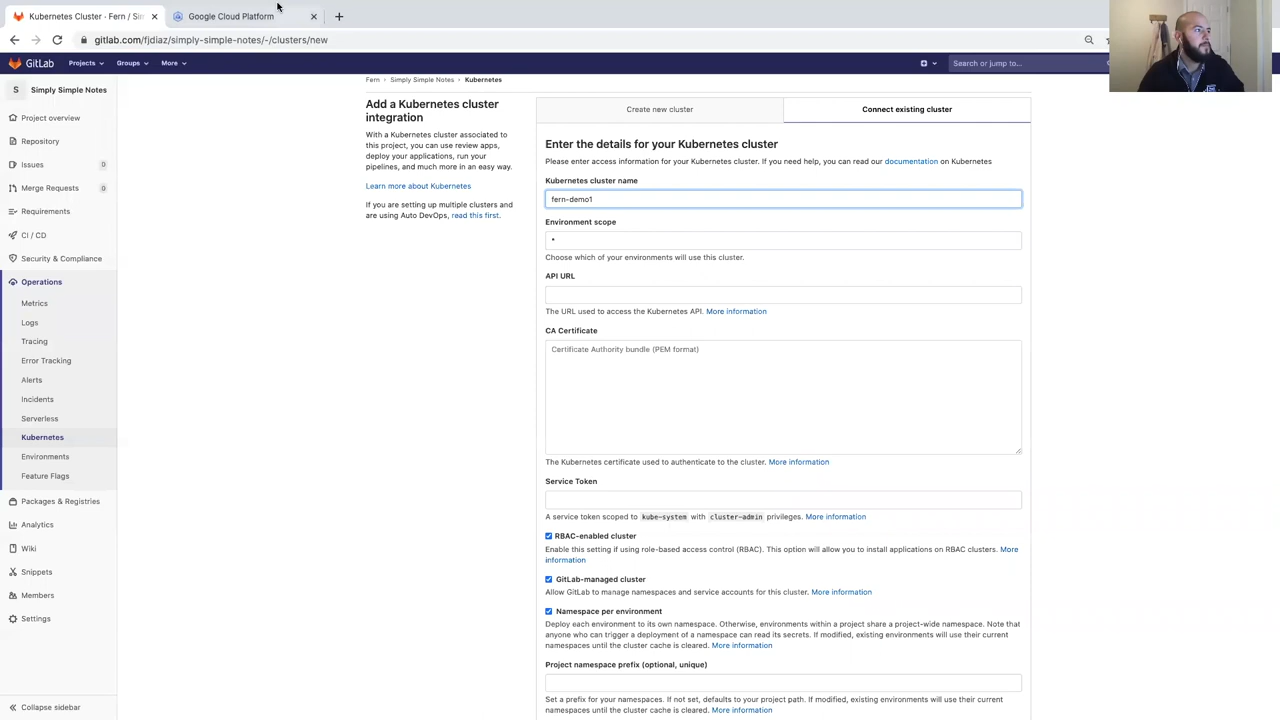 Kubernetes Cluster · Fern / Sim
Google Cloud Platform
gitlab.com/fjdiaz/simply-simple-notes/-/clusters/new
GitLab
Projects
Groups
More
Search or jump to...
S
Simply Simple Notes
Project overview
Repository
Issues
0
Merge Requests
0
Requirements
CI / CD
Security & Compliance
Operations
Metrics
Logs
Tracing
Error Tracking
Alerts
Incidents
Serverless
Kubernetes
Environments
Feature Flags
Packages & Registries
Analytics
Wiki
Snippets
Members
Settings
Collapse sidebar
Fern › Simply Simple Notes › Kubernetes
Add a Kubernetes cluster
integration
With a Kubernetes cluster associated to
this project, you can use review apps,
deploy your applications, run your
pipelines, and much more in an easy way.
Learn more about Kubernetes
If you are setting up multiple clusters and
are using Auto DevOps, read this first.
Create new cluster
Connect existing cluster
Enter the details for your Kubernetes cluster
Please enter access information for your Kubernetes cluster. If you need help, you can read our documentation on Kubernetes
Kubernetes cluster name
fern-demo1
Environment scope
*
Choose which of your environments will use this cluster.
API URL
The URL used to access the Kubernetes API. More information
CA Certificate
Certificate Authority bundle (PEM format)
The Kubernetes certificate used to authenticate to the cluster. More information
Service Token
A service token scoped to kube-system with cluster-admin privileges. More information
RBAC-enabled cluster
Enable this setting if using role-based access control (RBAC). This option will allow you to install applications on RBAC clusters. More
information
GitLab-managed cluster
Allow GitLab to manage namespaces and service accounts for this cluster. More information
Namespace per environment
Deploy each environment to its own namespace. Otherwise, environments within a project share a project-wide namespace. Note that
anyone who can trigger a deployment of a namespace can read its secrets. If modified, existing environments will use their current
namespaces until the cluster cache is cleared. More information
Project namespace prefix (optional, unique)
Set a prefix for your namespaces. If not set, defaults to your project path. If modified, existing environments will use their current
namespaces until the cluster cache is cleared. More information